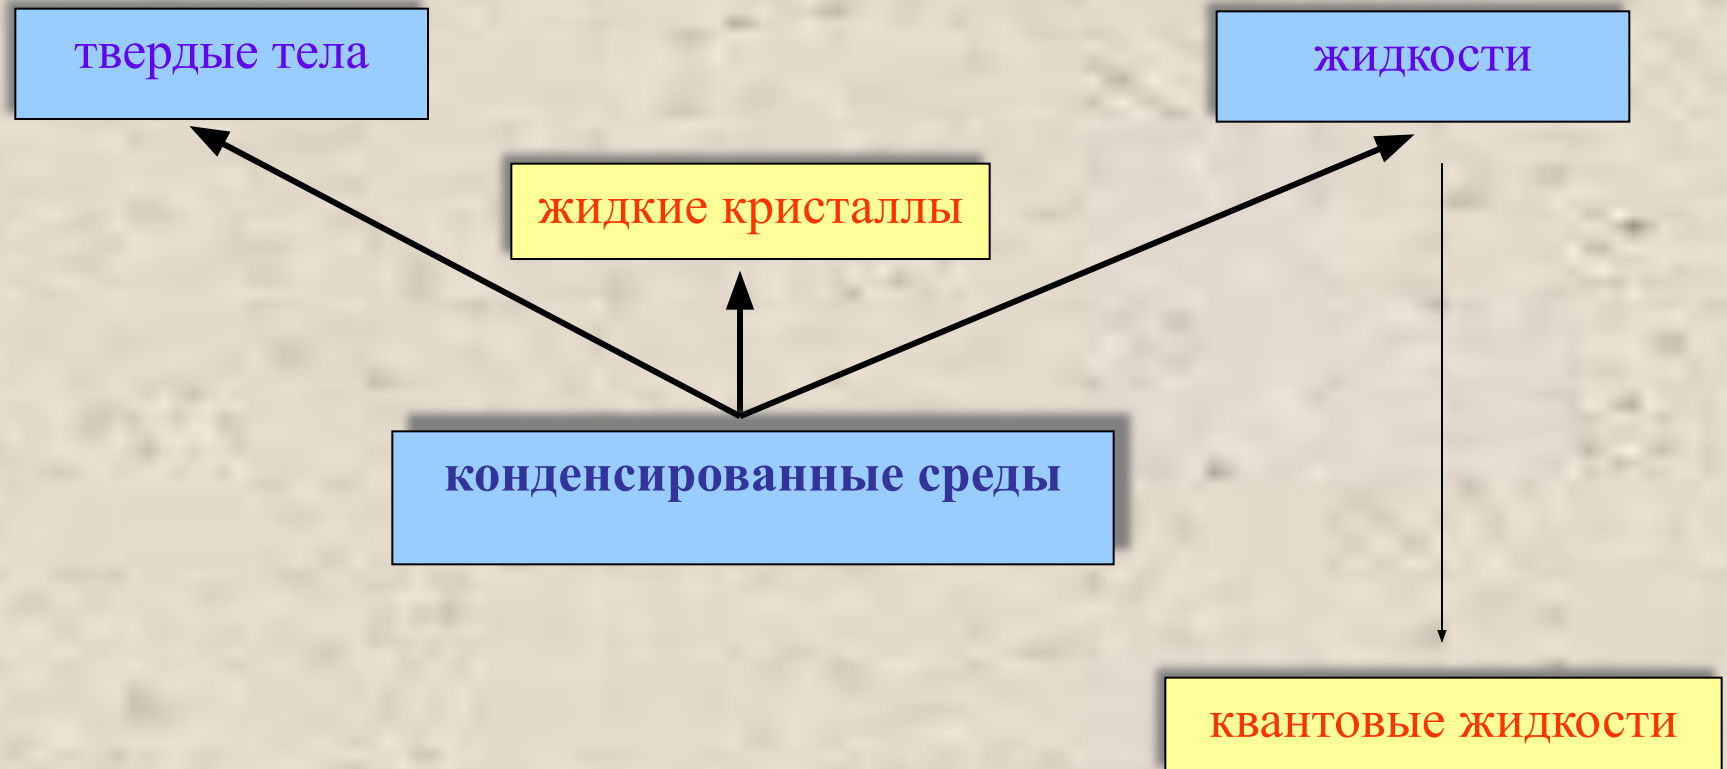 твердые тела
жидкости
жидкие кристаллы
конденсированные среды
квантовые жидкости